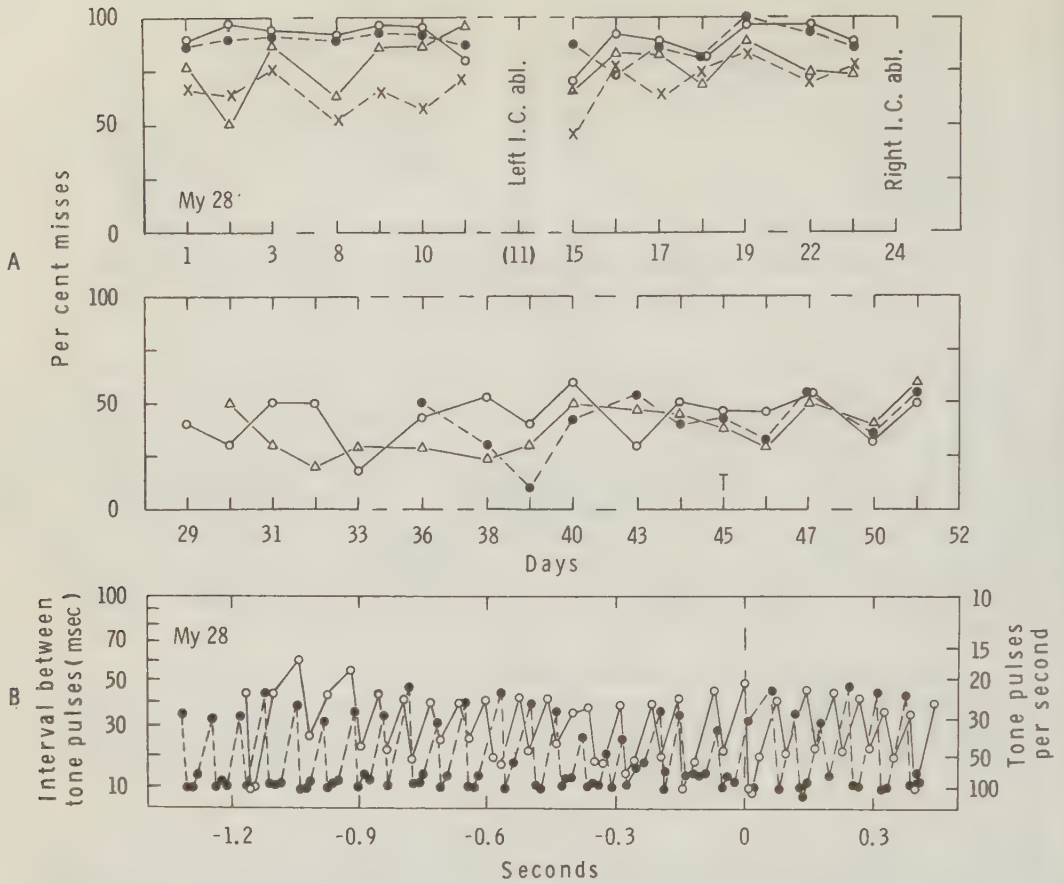 A
Per cent misses
100
50
0
My 28
Left I.C. abl.
Right I.C. abl.
1 3 8 10 (11) 15 17 19 22 24
100
50
0
T
29 31 33 36 38 40 43 45 47 50 52
Days
B
Interval between
tone pulses (msec)
100
70
50
30
10
My 28
10
15
20
30
50
100
Tone pulses
per second
-1.2 -0.9 -0.6 -0.3 0 0.3
Seconds